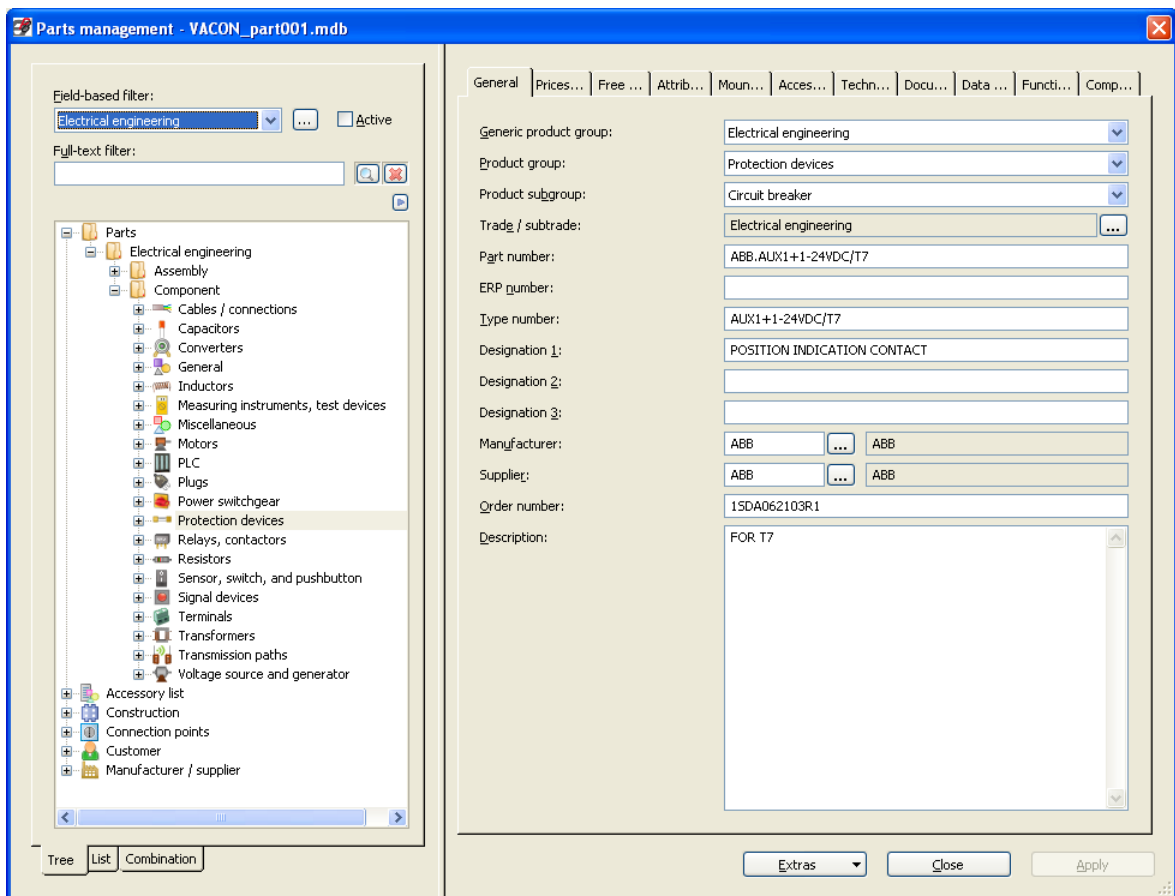 Parts management - VACON_part001.mdb
Field-based filter:
Electrical engineering
...
Active
Full-text filter:
Parts
Electrical engineering
Assembly
Component
Cables / connections
Capacitors
Converters
General
Inductors
Measuring instruments, test devices
Miscellaneous
Motors
PLC
Plugs
Power switchgear
Protection devices
Relays, contactors
Resistors
Sensor, switch, and pushbutton
Signal devices
Terminals
Transformers
Transmission paths
Voltage source and generator
Accessory list
Construction
Connection points
Customer
Manufacturer / supplier
Tree List Combination
General Prices... Free ... Attrib... Moun... Acces... Techn... Docu... Data ... Functi... Comp...
Generic product group: Electrical engineering
Product group: Protection devices
Product subgroup: Circuit breaker
Trade / subtrade: Electrical engineering ...
Part number: ABB.AUX1+1-24VDC/T7
ERP number:
Type number: AUX1+1-24VDC/T7
Designation 1: POSITION INDICATION CONTACT
Designation 2:
Designation 3:
Manufacturer: ABB ... ABB
Supplier: ABB ... ABB
Order number: 1SDA062103R1
Description: FOR T7
Extras Close Apply